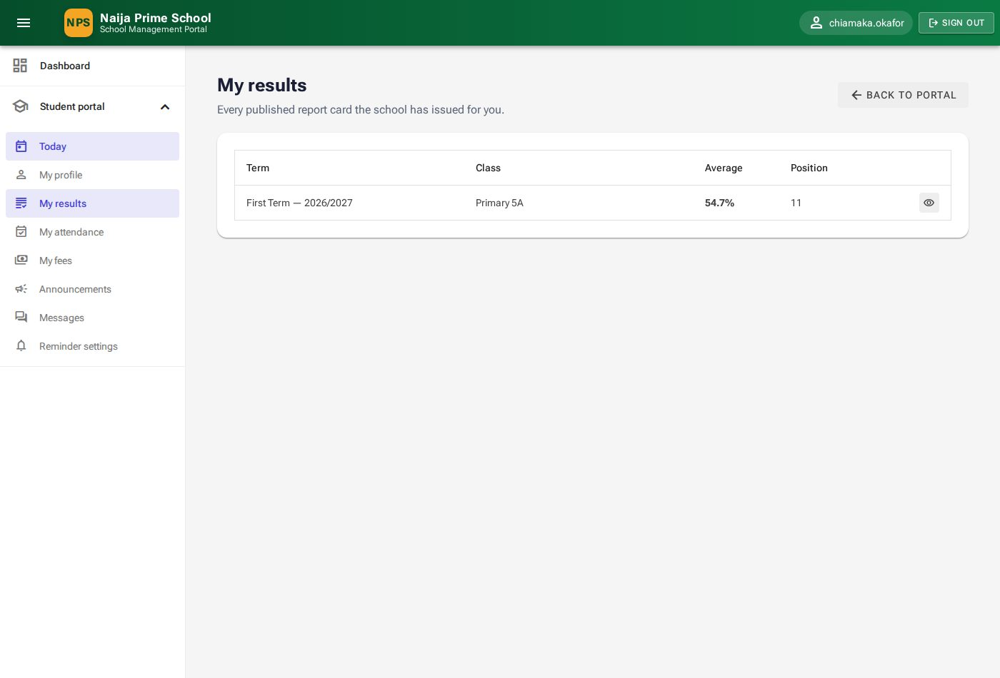 NPS
Naija Prime School
School Management Portal
chiamaka.okafor
SIGN OUT
Dashboard
Student portal
Today
My profile
My results
My attendance
My fees
Announcements
Messages
Reminder settings
My results
Every published report card the school has issued for you.
BACK TO PORTAL
Term Class Average Position
First Term — 2026/2027 Primary 5A 54.7% 11